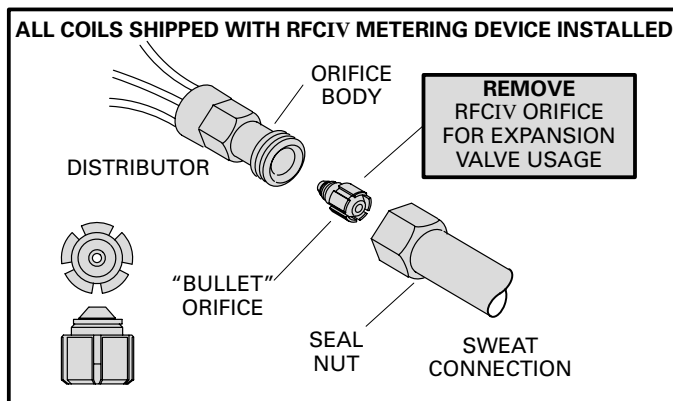 ALL COILS SHIPPED WITH RFCIV METERING DEVICE INSTALLED
ORIFICE
BODY
REMOVE
RFCIV ORIFICE
FOR EXPANSION
VALVE USAGE
DISTRIBUTOR
“BULLET”
ORIFICE
SEAL
NUT
SWEAT
CONNECTION